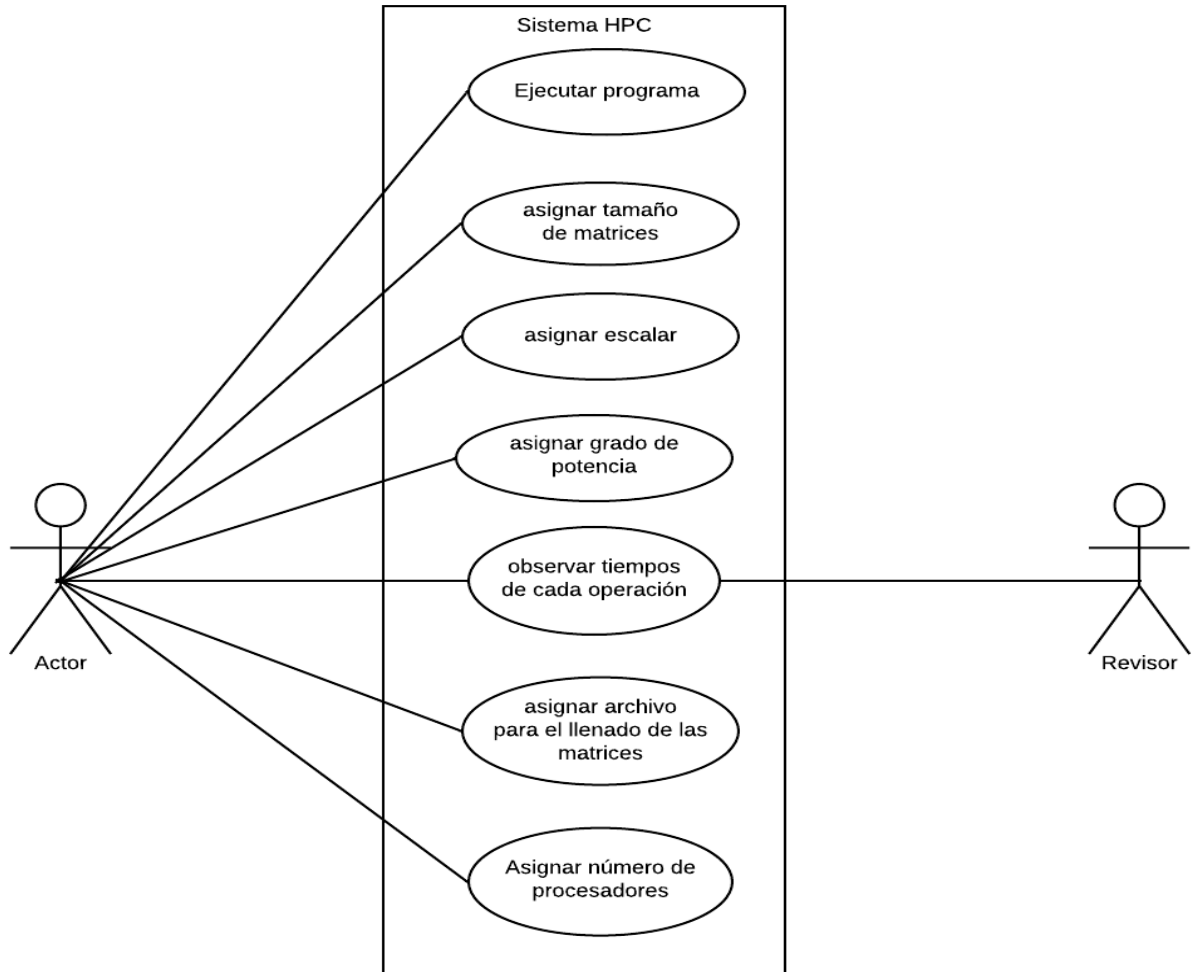 Sistema HPC
Ejecutar programa
asignar tamaño
de matrices
asignar escalar
asignar grado de
potencia
observar tiempos
de cada operación
Actor
Revisor
asignar archivo
para el llenado de las
matrices
Asignar número de
procesadores